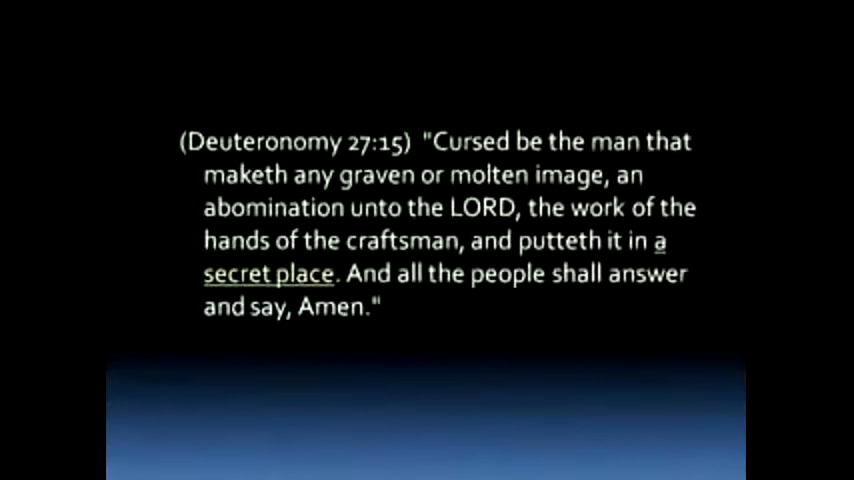 (Deuteronomy 27:15) "Cursed be the man that
maketh any graven or molten image, an
abomination unto the LORD, the work of the
hands of the craftsman, and putteth it in a
secret place. And all the people shall answer
and say, Amen."